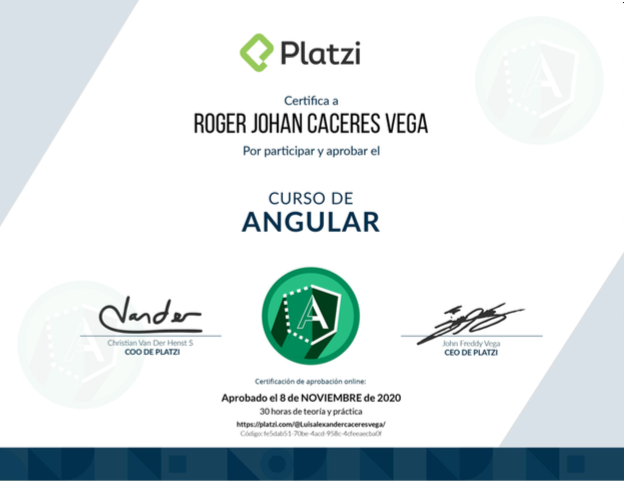 Platzi
Certifica a
ROGER JOHAN CACERES VEGA
Por participar y aprobar el
CURSO DE
ANGULAR
A
Christian Van Der Henst S
COO DE PLATZI
John Freddy Vega
CEO DE PLATZI
Certificación de aprobación online:
Aprobado el 8 de NOVIEMBRE de 2020
30 horas de teoría y práctica
https://platzi.com/@Luisalexandercaceresvega/
Código: fe5dab51-70be-4acd-958c-4cfeeaecba0f